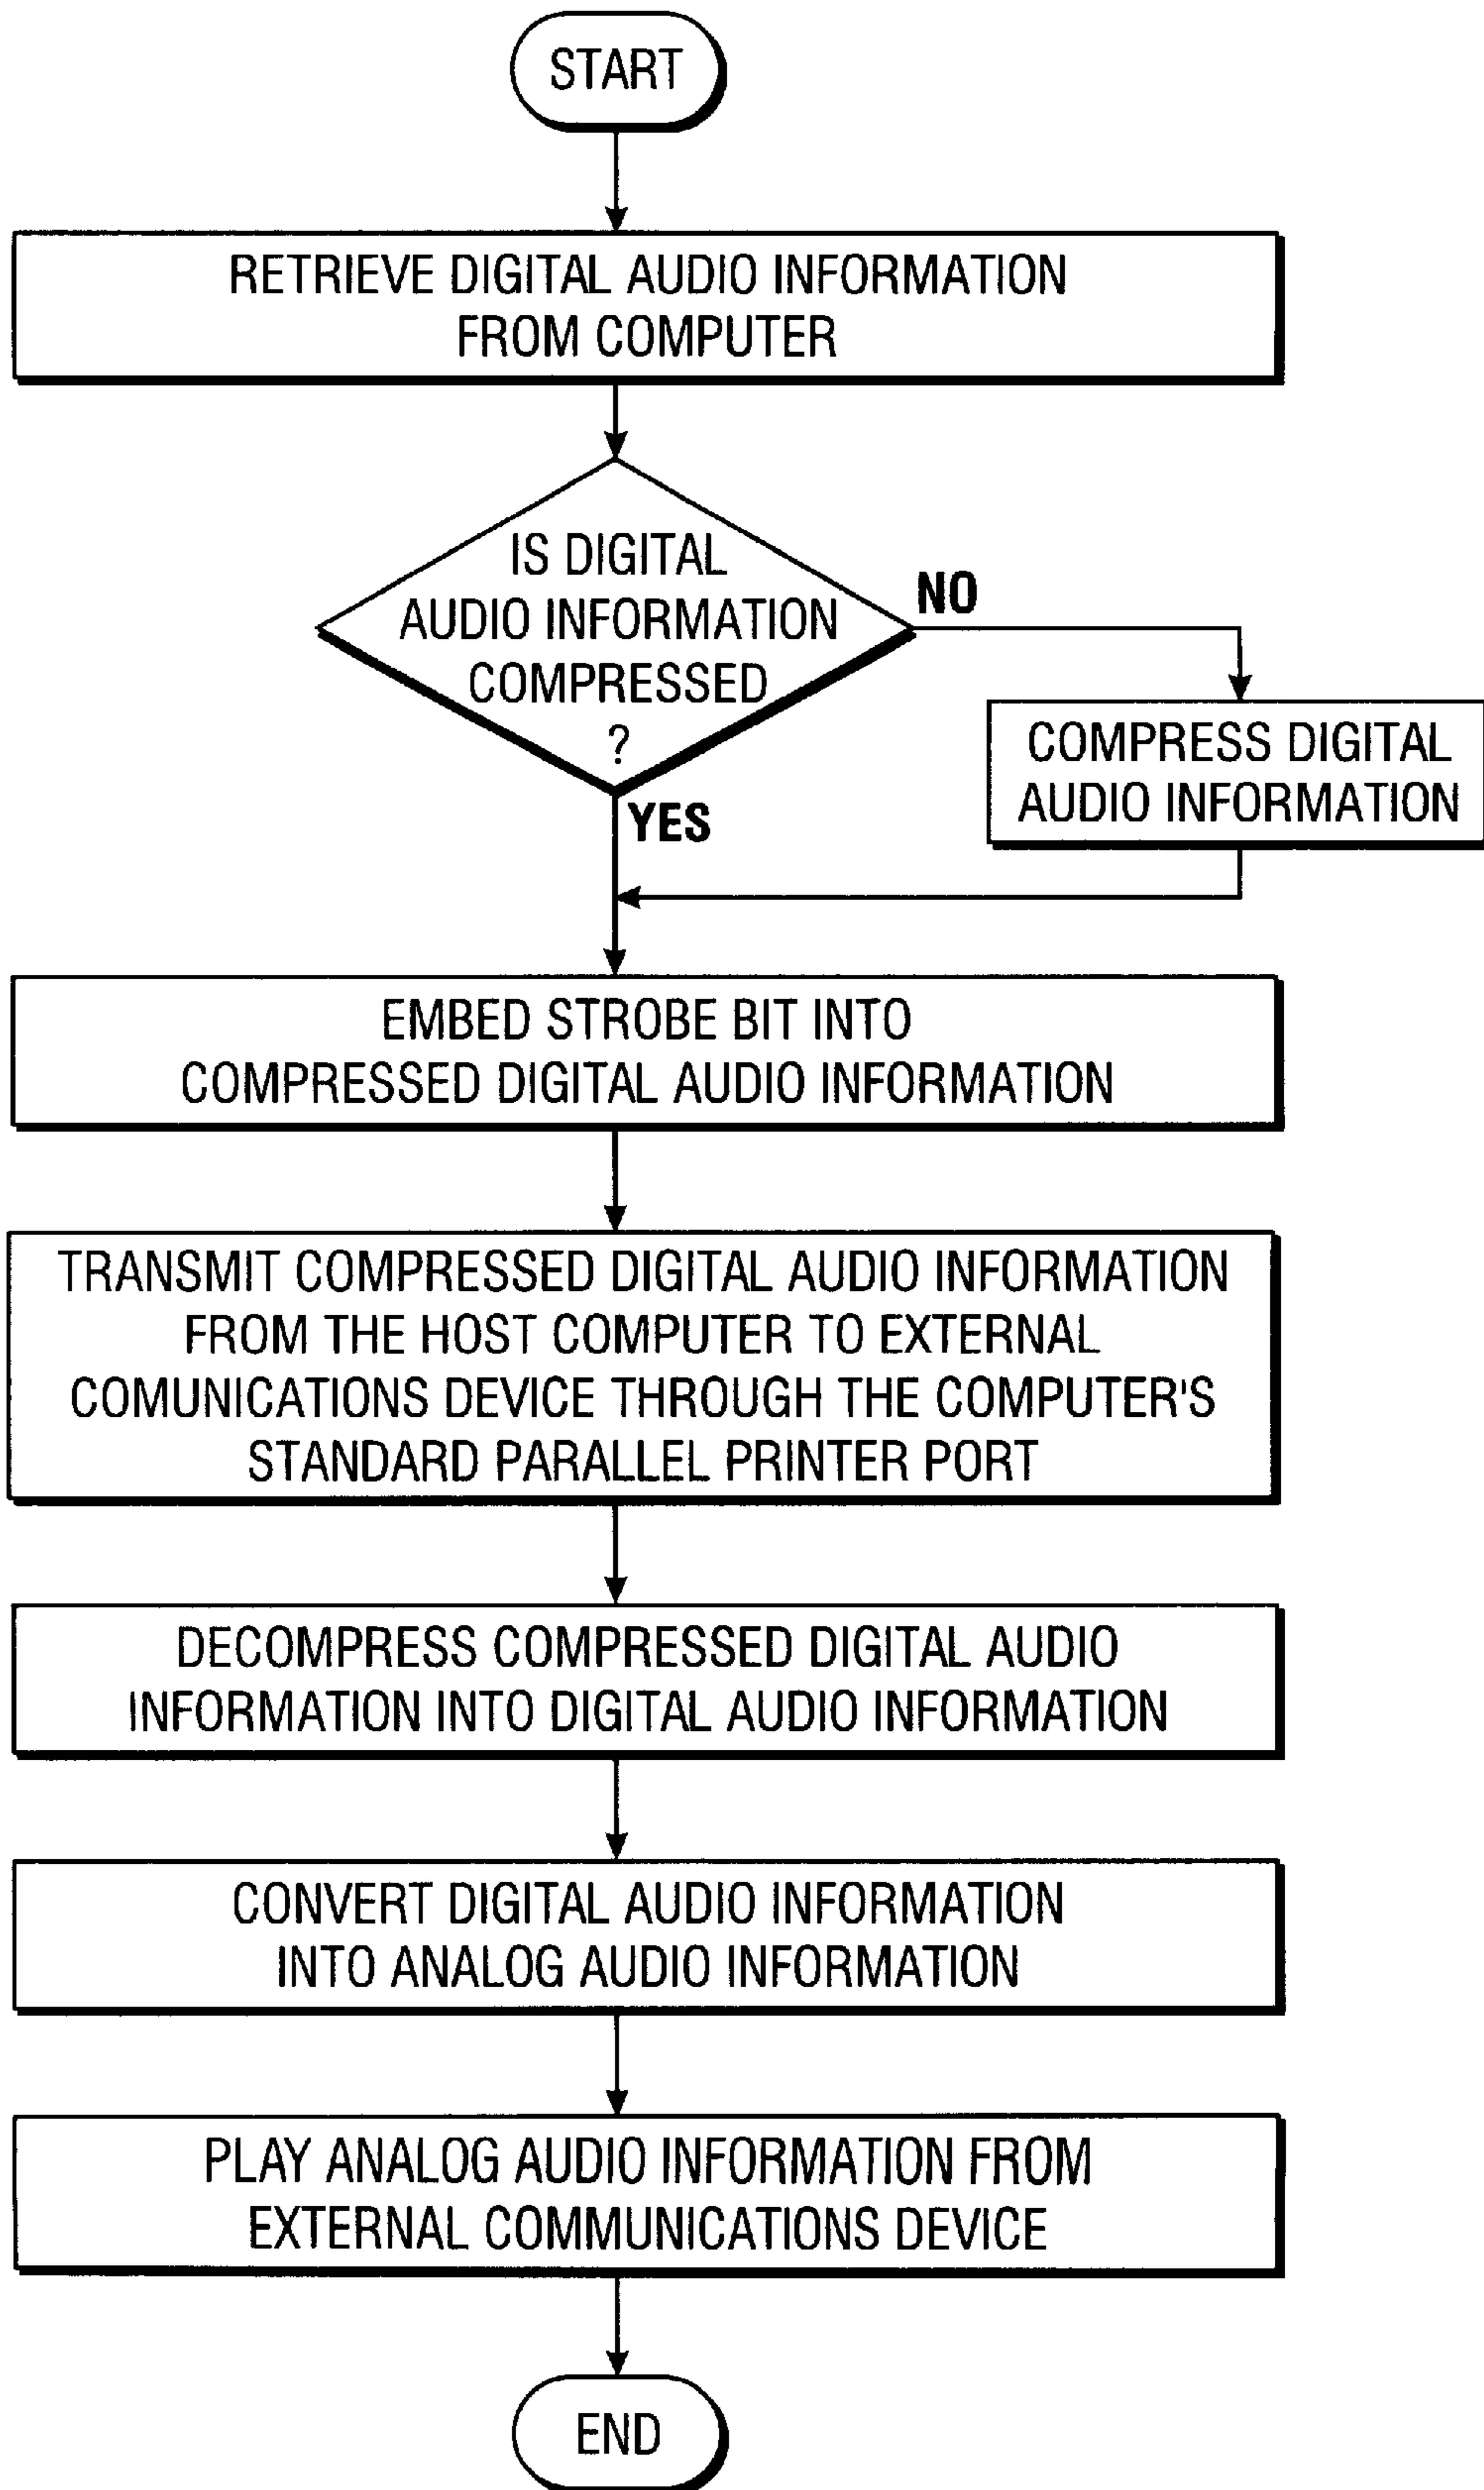 START
RETRIEVE DIGITAL AUDIO INFORMATION
FROM COMPUTER
IS DIGITAL
AUDIO INFORMATION
COMPRESSED
?
NO
COMPRESS DIGITAL
AUDIO INFORMATION
YES
EMBED STROBE BIT INTO
COMPRESSED DIGITAL AUDIO INFORMATION
TRANSMIT COMPRESSED DIGITAL AUDIO INFORMATION
FROM THE HOST COMPUTER TO EXTERNAL
COMUNICATIONS DEVICE THROUGH THE COMPUTER'S
STANDARD PARALLEL PRINTER PORT
DECOMPRESS COMPRESSED DIGITAL AUDIO
INFORMATION INTO DIGITAL AUDIO INFORMATION
CONVERT DIGITAL AUDIO INFORMATION
INTO ANALOG AUDIO INFORMATION
PLAY ANALOG AUDIO INFORMATION FROM
EXTERNAL COMMUNICATIONS DEVICE
END